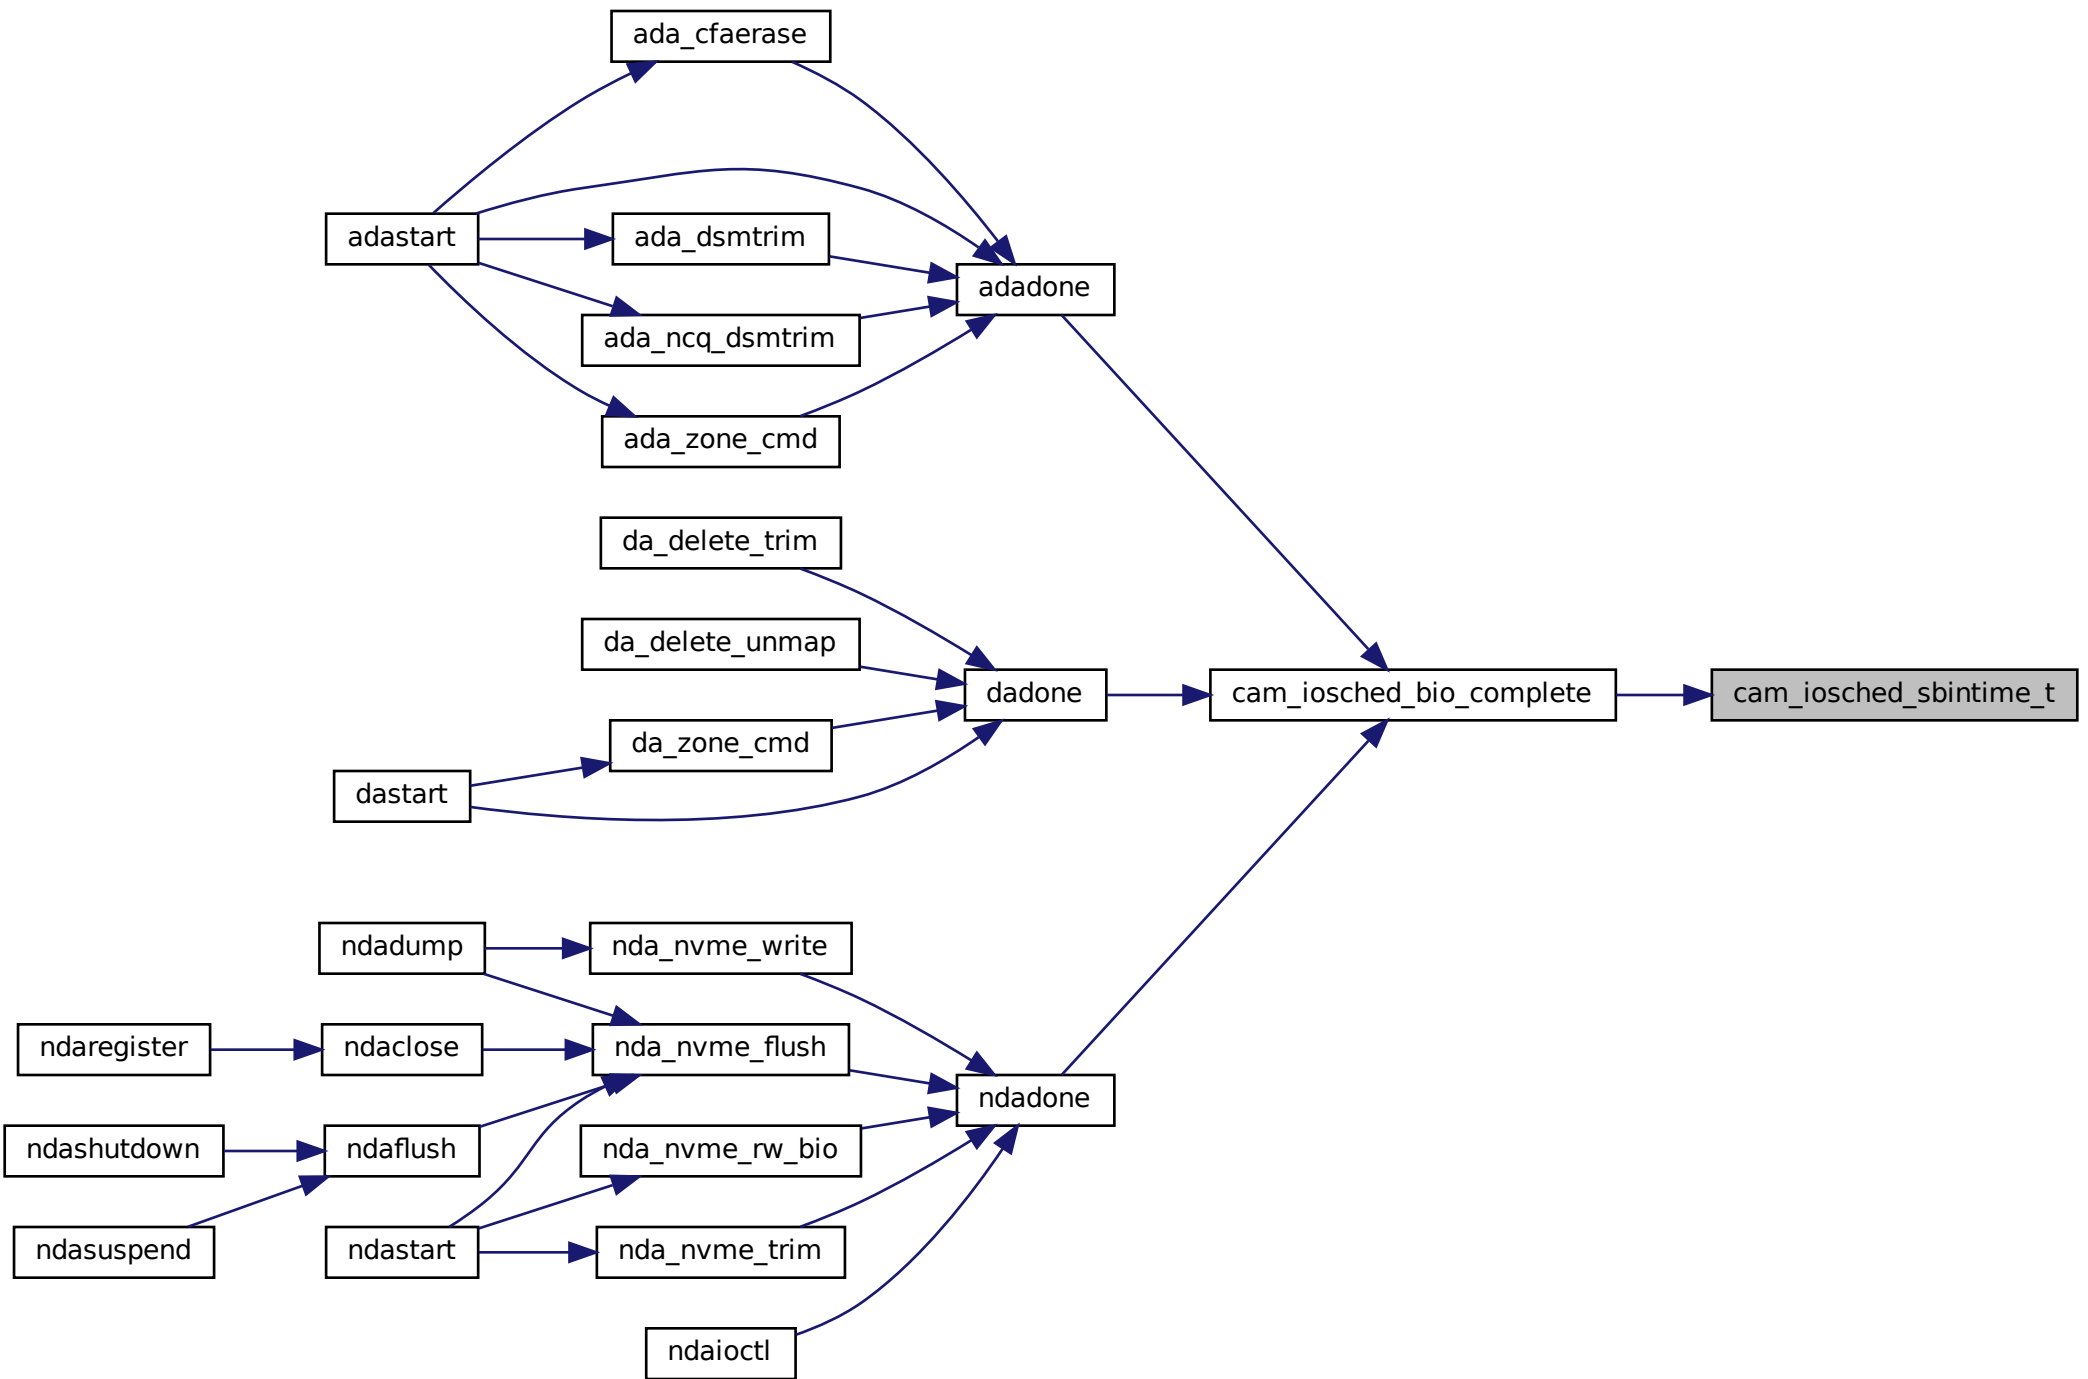 ada_cfaerase
adastart
ada_dsmtrim
adadone
ada_ncq_dsmtrim
ada_zone_cmd
da_delete_trim
da_delete_unmap
dadone
cam_iosched_bio_complete
cam_iosched_sbintime_t
da_zone_cmd
dastart
ndadump
nda_nvme_write
ndaregister
ndaclose
nda_nvme_flush
ndadone
ndashutdown
ndaflush
nda_nvme_rw_bio
ndasuspend
ndastart
nda_nvme_trim
ndaioctl